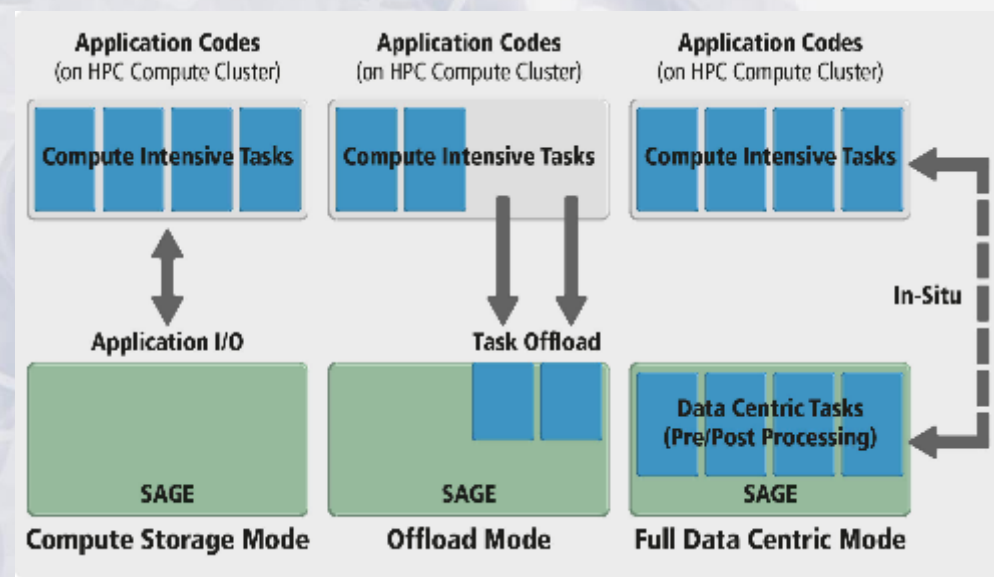 Application Codes
(on HPC Compute Cluster)
Compute Intensive Tasks
Application I/O
SAGE
Compute Storage Mode
Application Codes
(on HPC Compute Cluster)
Compute Intensive Tasks
Task Offload
SAGE
Offload Mode
Application Codes
(on HPC Compute Cluster)
Compute Intensive Tasks
In-Situ
Data Centric Tasks
(Pre/Post Processing)
SAGE
Full Data Centric Mode